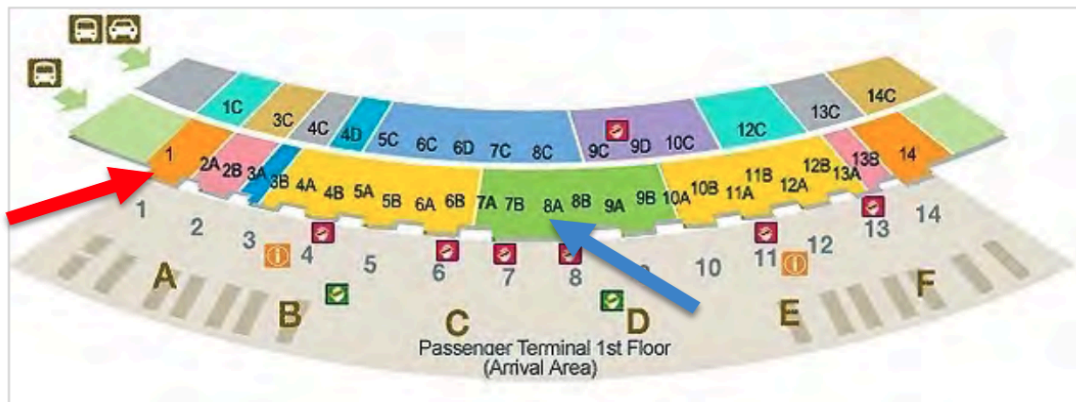 1C 3C 4C 4D 5C 6C 6D 7C 8C 9C 9D 10C 12C 13C 14C
1 2A 2B 3A 3B 4A 4B 5A 5B 6A 6B 7A 7B 8A 8B 9A 9B 10A 10B 11A 11B 12A 12B 13A 13B 14
1 2 3 4 5 6 7 8 9 10 11 12 13 14
A B C D E F
Passenger Terminal 1st Floor
(Arrival Area)